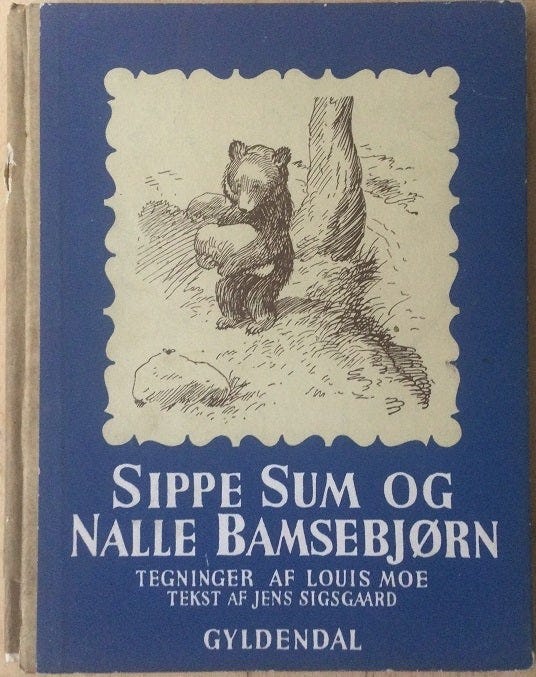 SIPPE SUM OG
NALLE BAMSEBJØRN
TEGNINGER AF LOUIS MOE
TEKST AF JENS SIGSGAARD
GYLDENDAL